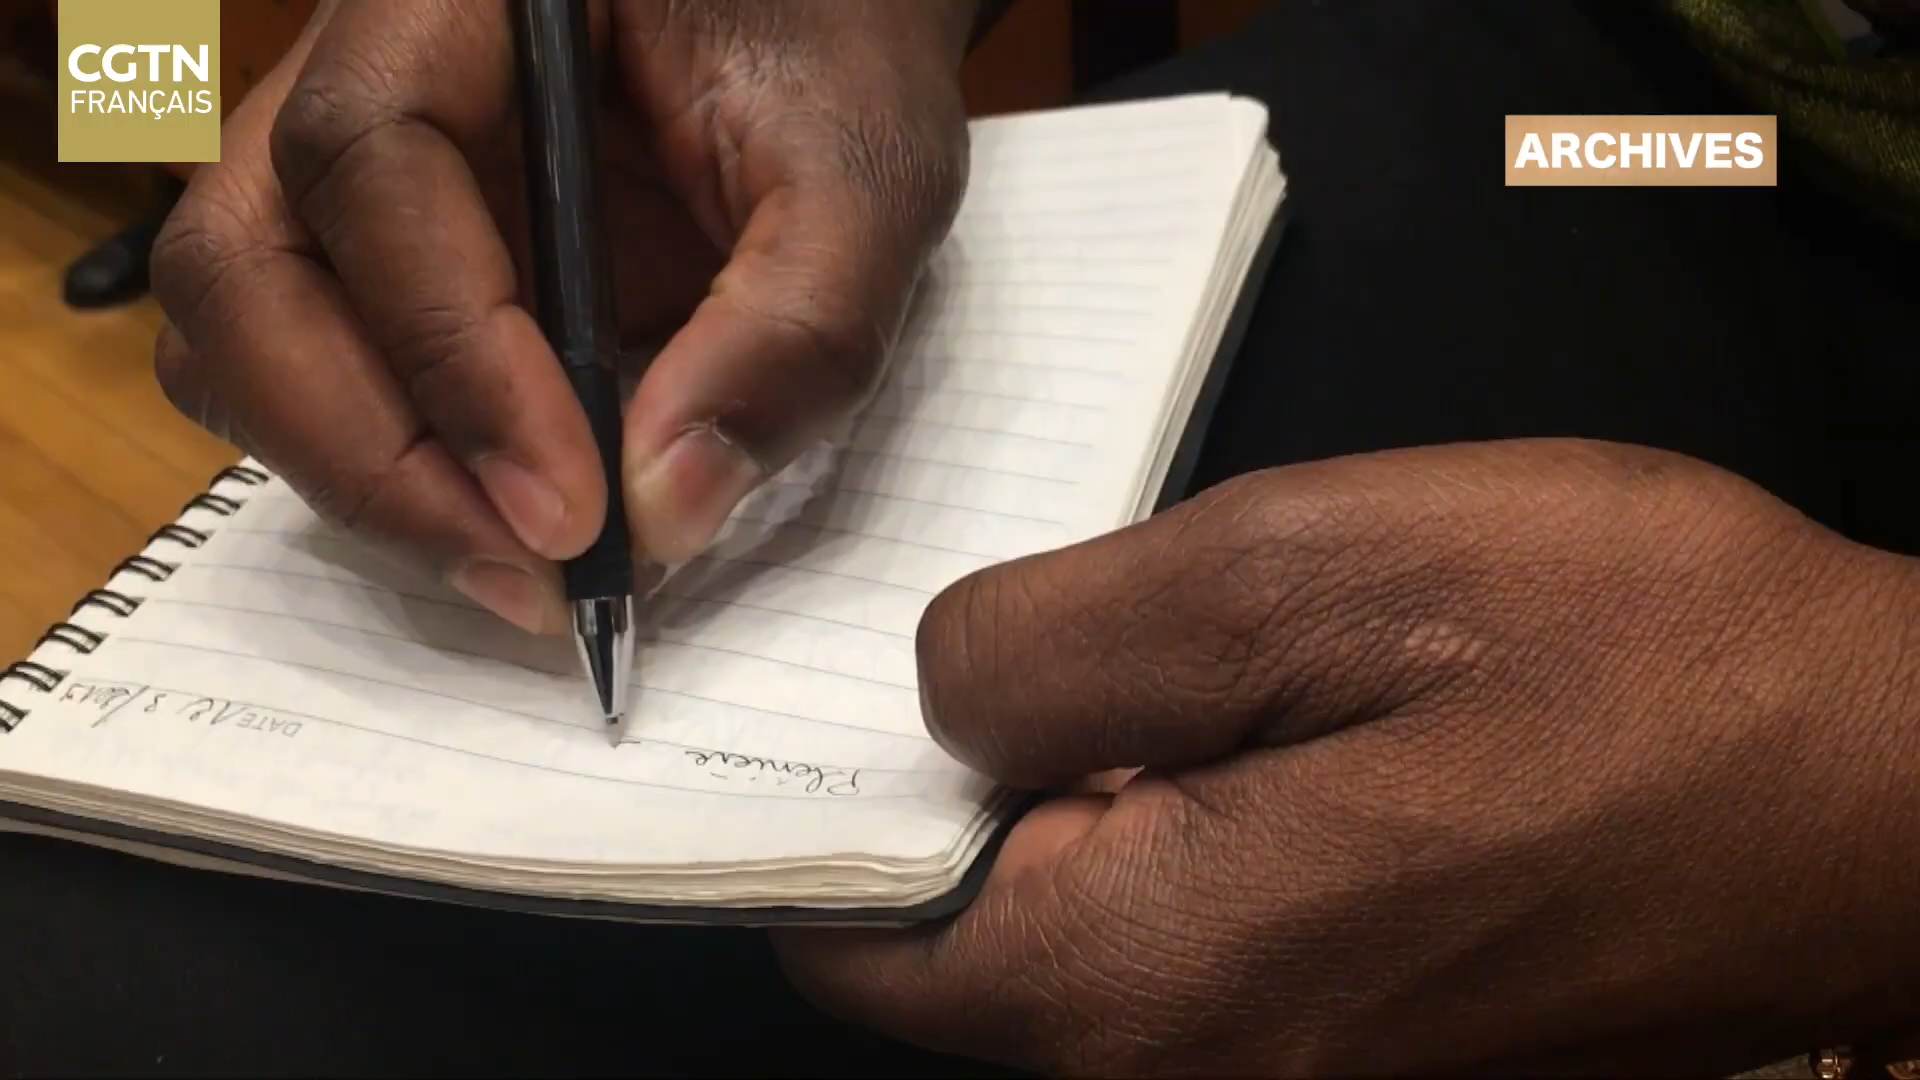 CGTN
FRANÇAIS
ARCHIVES
DATE
Plénière -